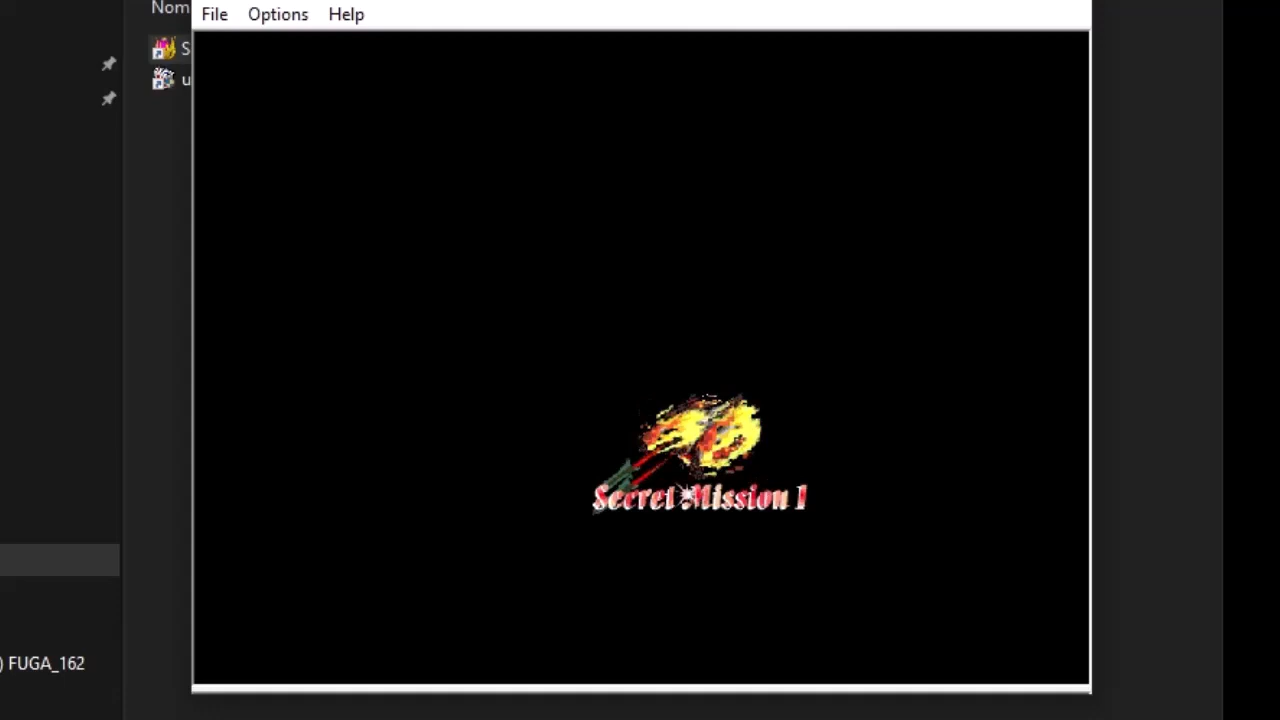 Nom
File Options Help
S
u
Secret Mission 1
) FUGA_162